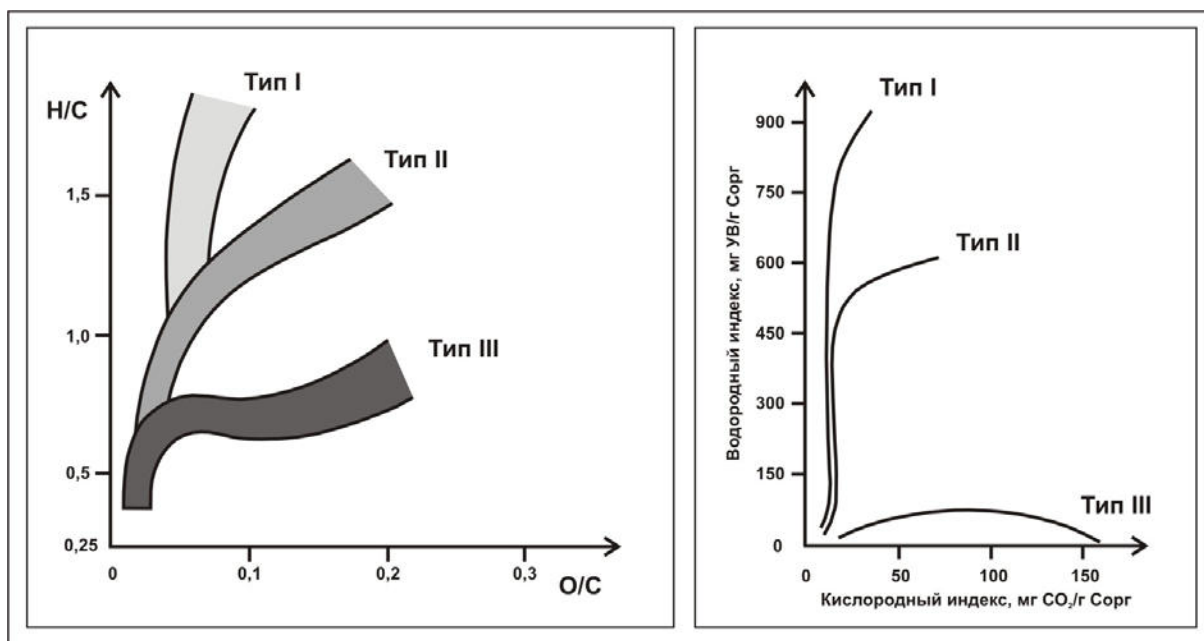 Тип I
H/C
Тип II
1,5
1,0
Тип III
0,5
0,25
0
0,1
0,2
0,3
O/C
Водородный индекс, мг УВ/г Сорг
Тип I
900
750
Тип II
600
450
300
150
Тип III
0
0
50
100
150
Кислородный индекс, мг CO₂/г Сорг